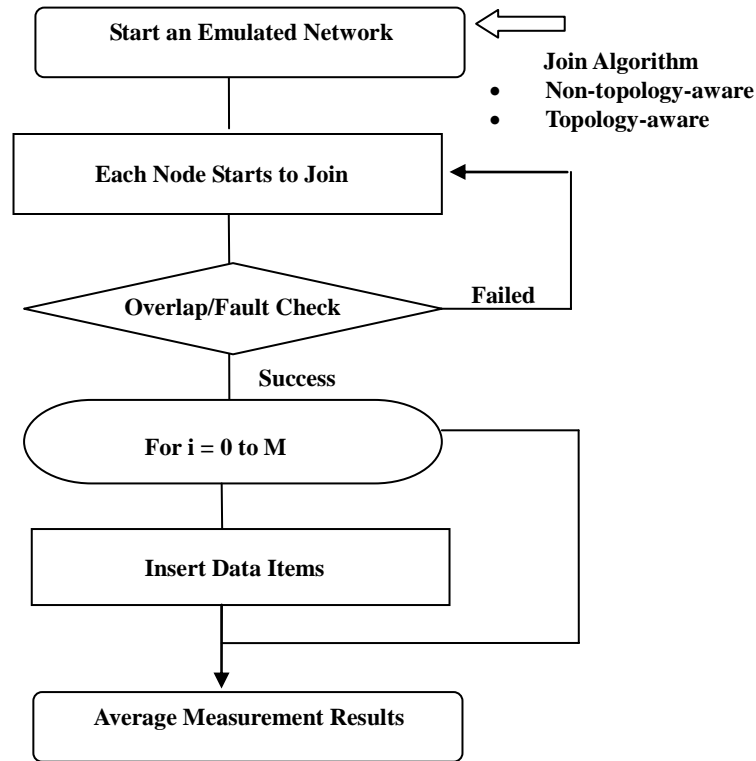 Start an Emulated Network
Join Algorithm
• Non-topology-aware
• Topology-aware
Each Node Starts to Join
Overlap/Fault Check
Failed
Success
For i = 0 to M
Insert Data Items
Average Measurement Results